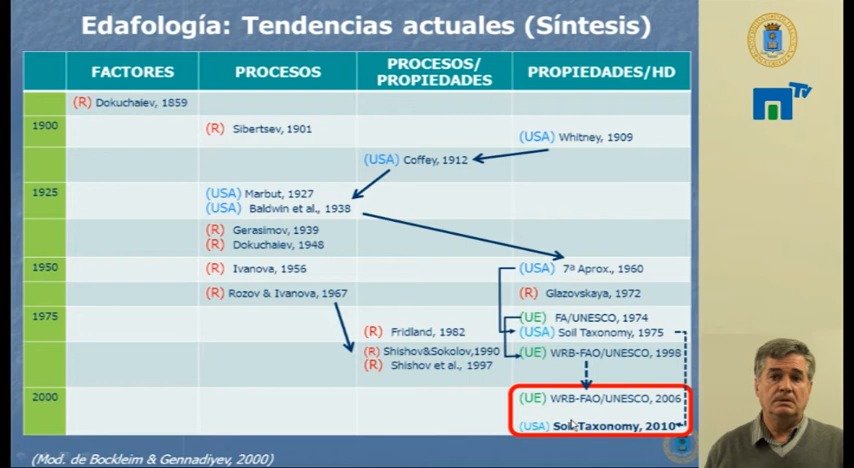 Edafología: Tendencias actuales (Síntesis)
FACTORES
PROCESOS
PROCESOS/
PROPIEDADES
PROPIEDADES/HD
(R) Dokuchaiev, 1859
1900
(R) Sibertsev, 1901
(USA) Whitney, 1909
(USA) Coffey, 1912
1925
(USA) Marbut, 1927
(USA) Baldwin et al., 1938
(R) Gerasimov, 1939
(R) Dokuchaiev, 1948
1950
(R) Ivanova, 1956
(USA) 7ª Aprox., 1960
(R) Rozov & Ivanova, 1967
(R) Glazovskaya, 1972
1975
(UE) FA/UNESCO, 1974
(R) Fridland, 1982
(USA) Soil Taxonomy, 1975
(R) Shishov&Sokolov,1990
(UE) WRB-FAO/UNESCO, 1998
(R) Shishov et al., 1997
2000
(UE) WRB-FAO/UNESCO, 2006
(USA) Soil Taxonomy, 2010
(Mod. de Bockleim & Gennadiyev, 2000)
TV